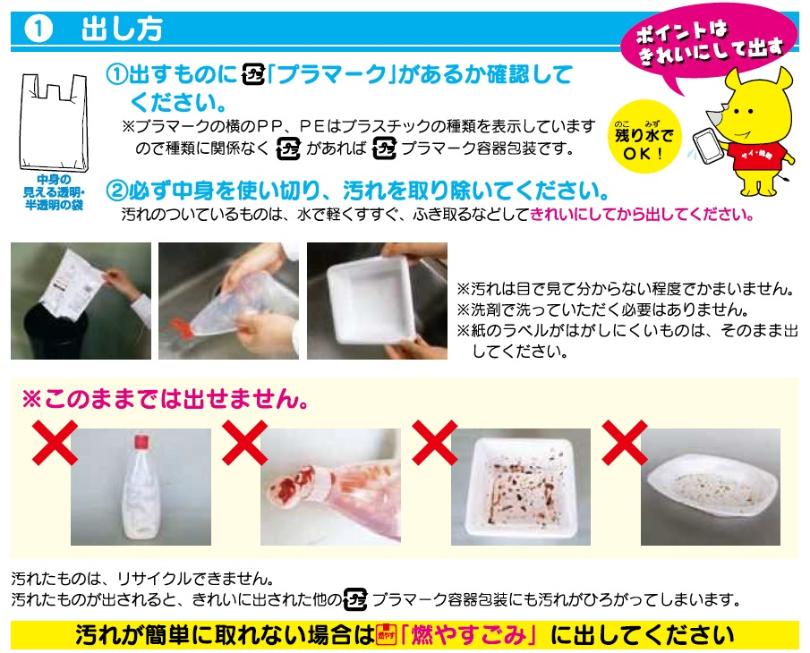 1 出し方
ポイントは
きれいにして出す
①出すものにプラ「プラマーク」があるか確認して
ください。
※プラマークの横のPP、PEはプラスチックの種類を表示しています
ので種類に関係なく プラ があれば プラ プラマーク容器包装です。
のこ みず
残り水で
OK！
中身の
見える透明・
半透明の袋
②必ず中身を使い切り、汚れを取り除いてください。
汚れのついているものは、水で軽くすすぐ、ふき取るなどしてきれいにしてから出してください。
※汚れは目で見て分からない程度でかまいません。
※洗剤で洗っていただく必要はありません。
※紙のラベルがはがしにくいものは、そのまま出
してください。
※このままでは出せません。
汚れたものは、リサイクルできません。
汚れたものが出されると、きれいに出された他のプラ プラマーク容器包装にも汚れがひろがってしまいます。
汚れが簡単に取れない場合は燃やす「燃やすごみ」に出してください